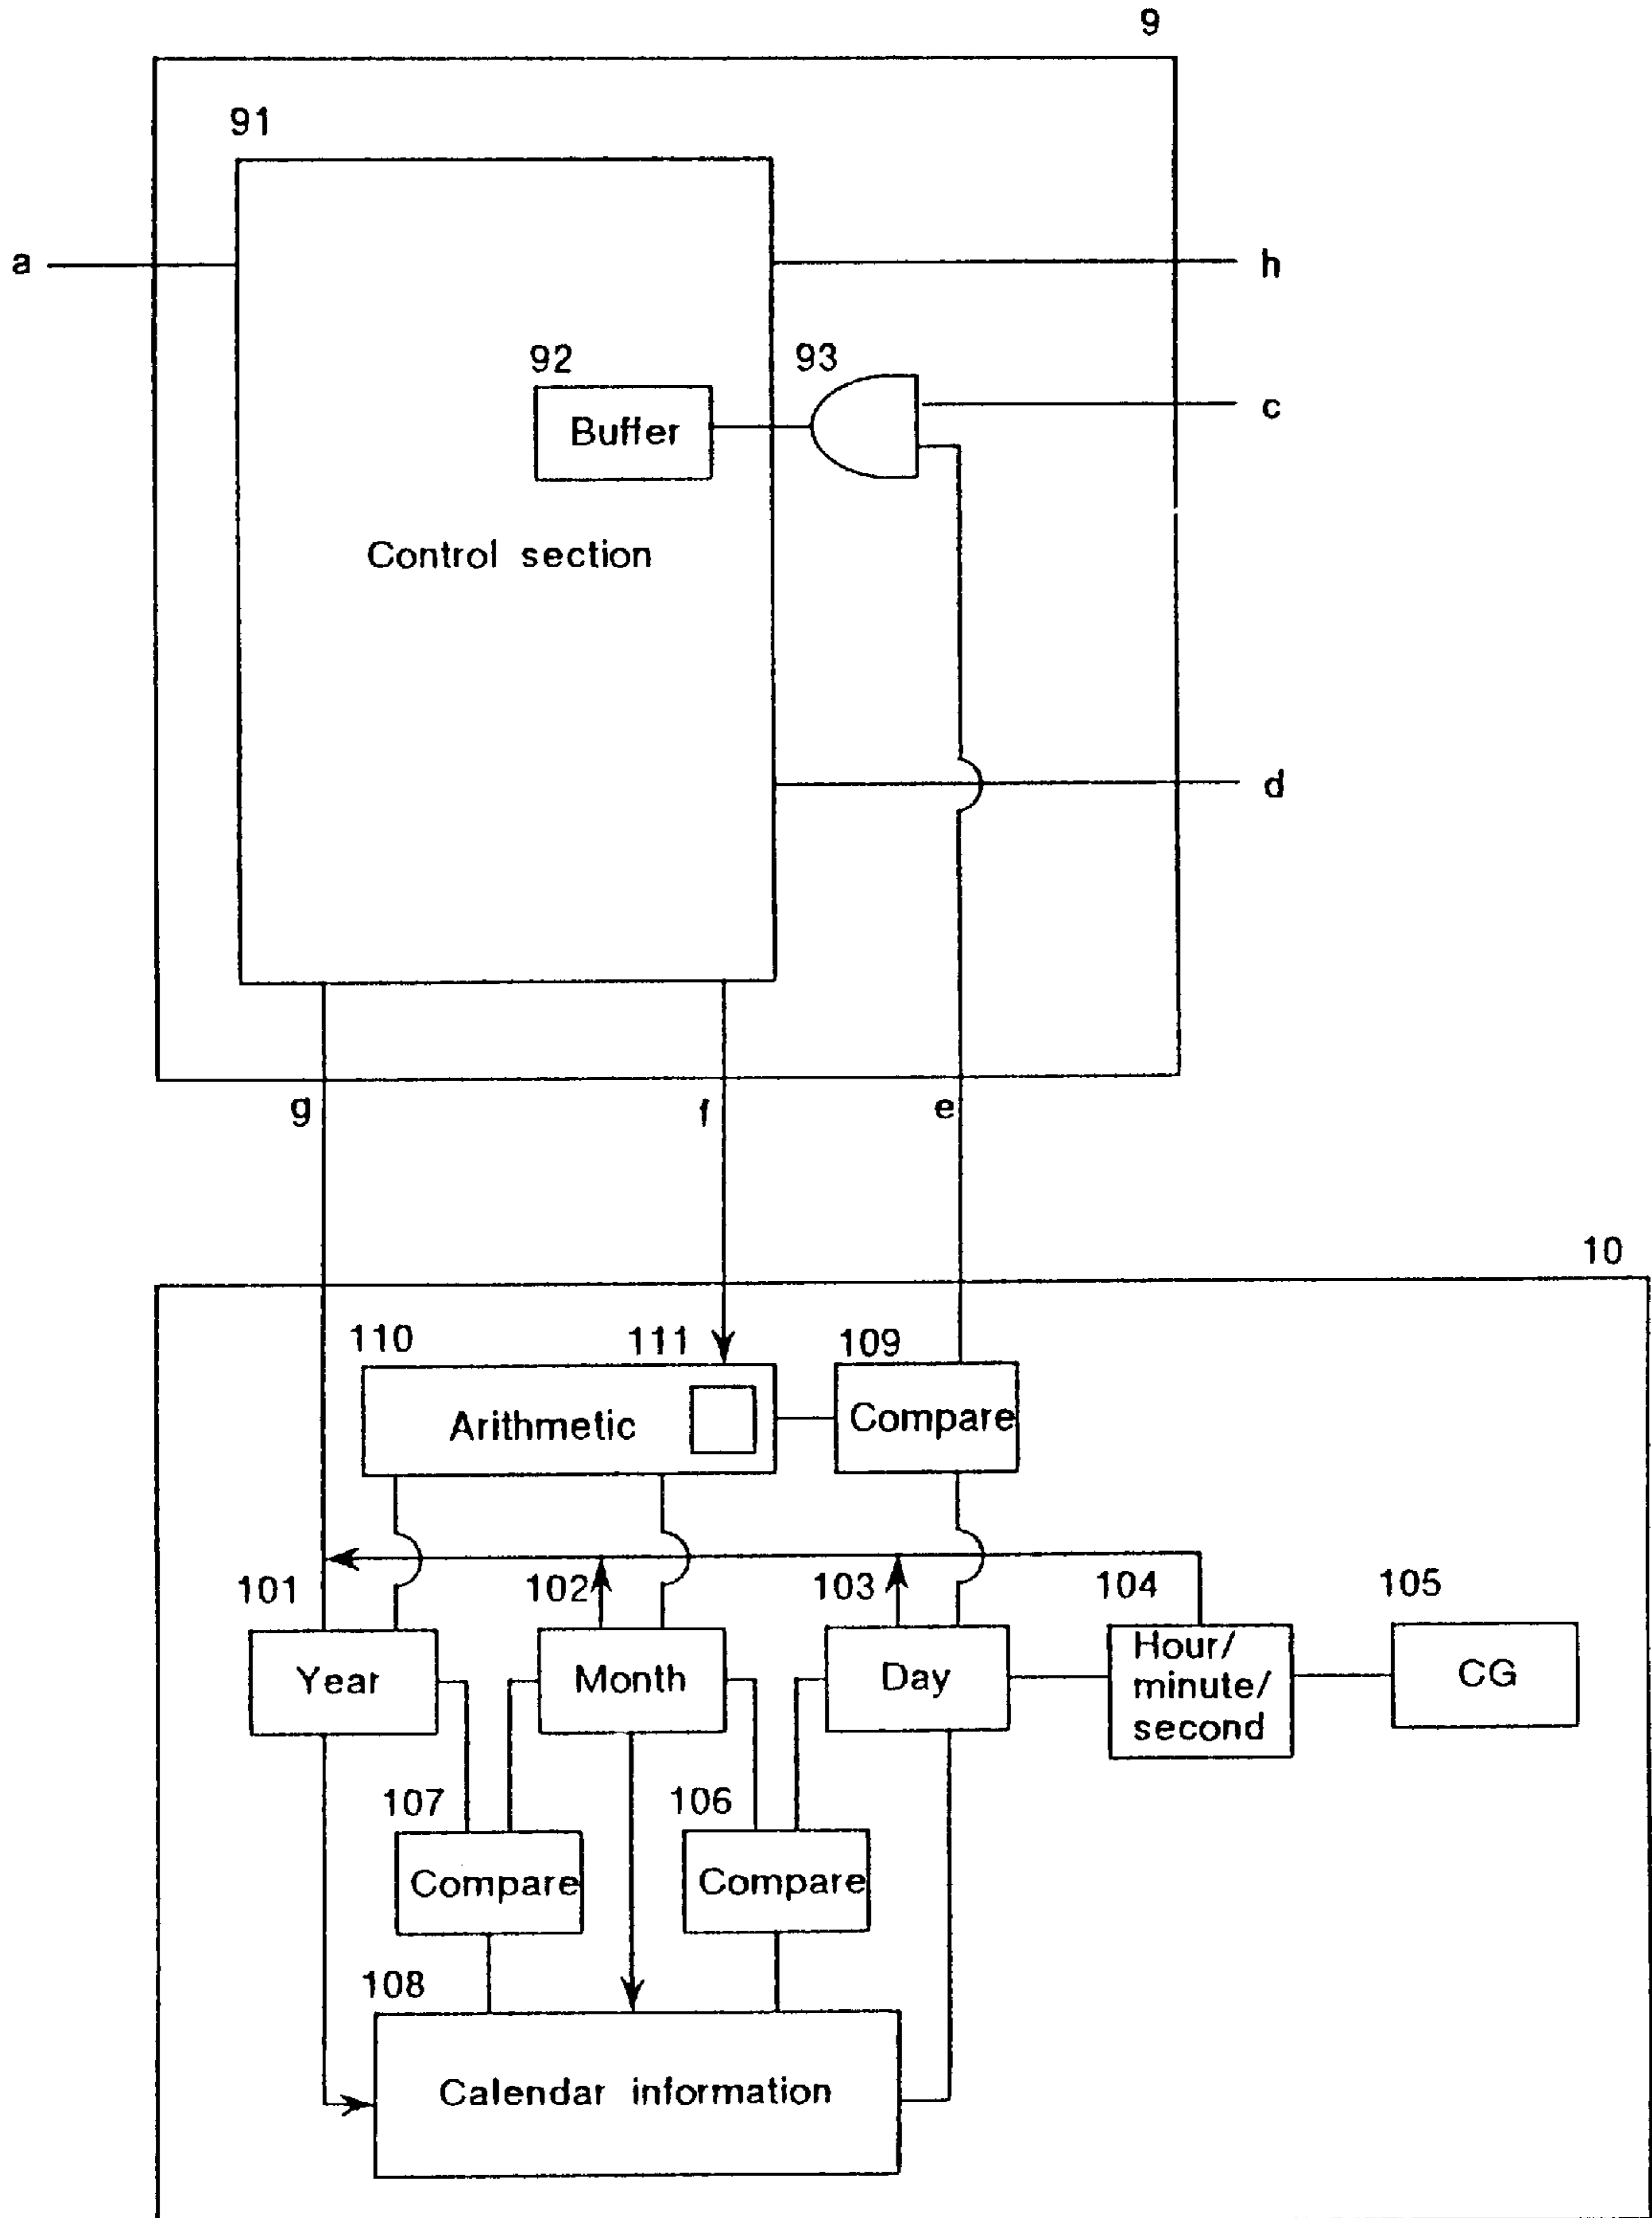 9
91
a
h
92
93
c
Buffer
Control section
d
g
f
e
10
110
111
109
Arithmetic
Compare
101
102
103
104
105
Year
Month
Day
Hour/
minute/
second
CG
107
106
Compare
Compare
108
Calendar information